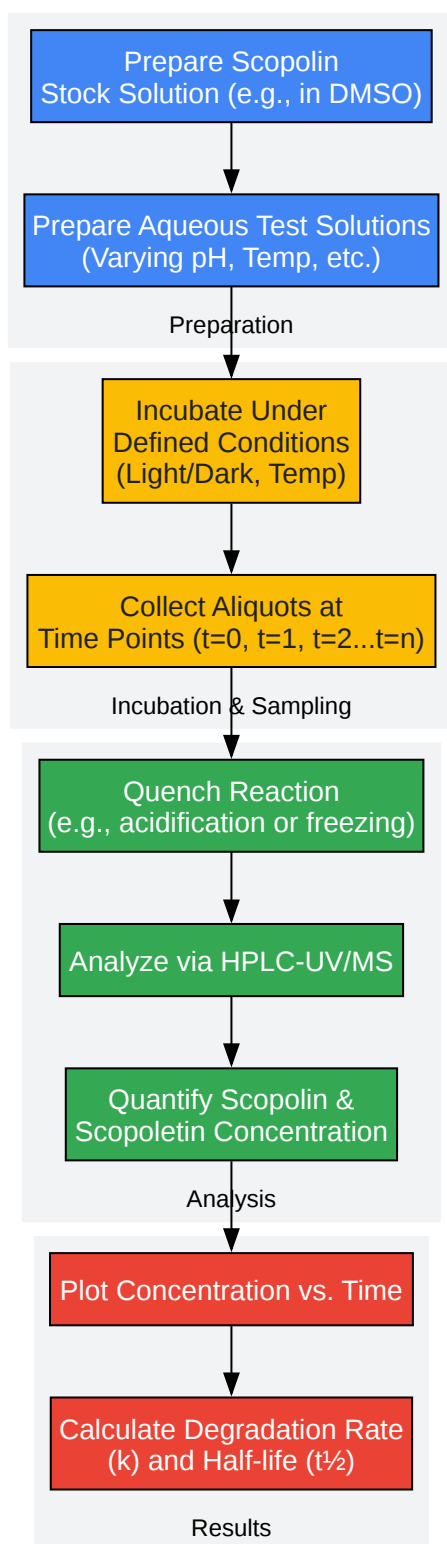 Prepare Scopolin
Stock Solution (e.g., in DMSO)
Prepare Aqueous Test Solutions
(Varying pH, Temp, etc.)
Preparation
Incubate Under
Defined Conditions
(Light/Dark, Temp)
Collect Aliquots at
Time Points (t=0, t=1, t=2...t=n)
Incubation & Sampling
Quench Reaction
(e.g., acidification or freezing)
Analyze via HPLC-UV/MS
Quantify Scopolin &
Scopoletin Concentration
Analysis
Plot Concentration vs. Time
Calculate Degradation Rate
(k) and Half-life (t½)
Results